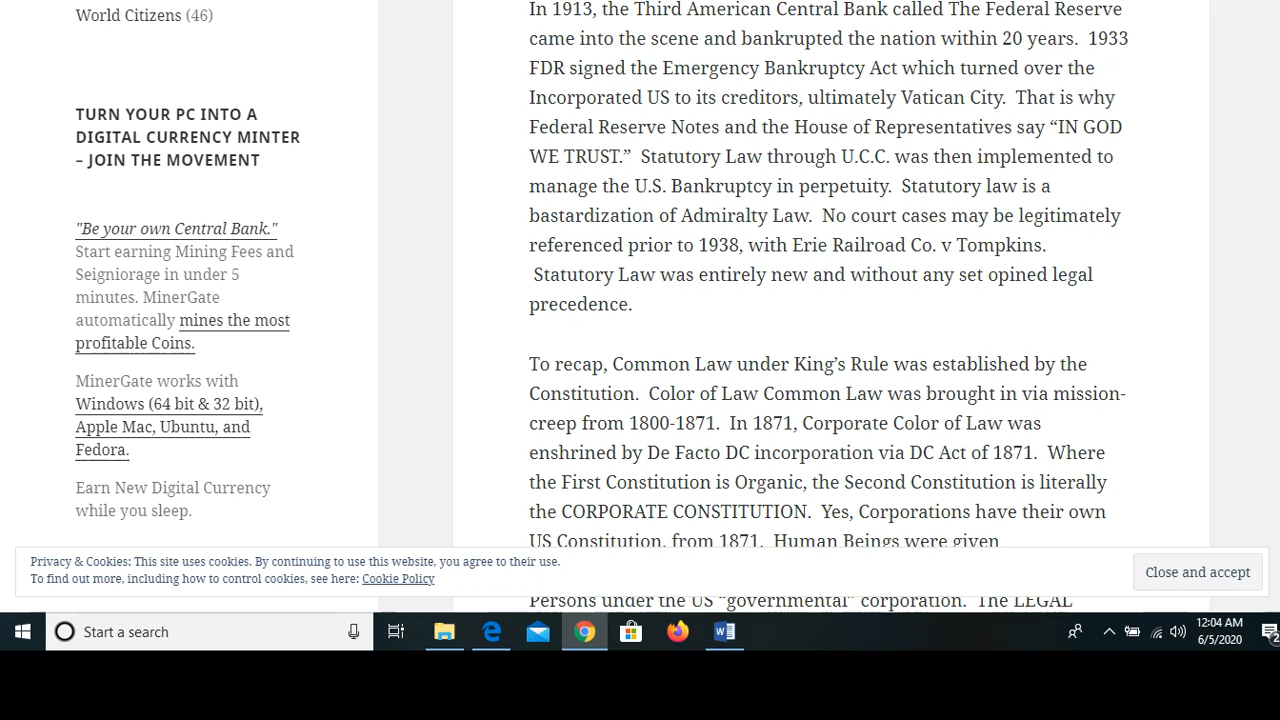 World Citizens (46)
TURN YOUR PC INTO A
DIGITAL CURRENCY MINTER
– JOIN THE MOVEMENT
"Be your own Central Bank."
Start earning Mining Fees and
Seigniorage in under 5
minutes. MinerGate
automatically mines the most
profitable Coins.
MinerGate works with
Windows (64 bit & 32 bit),
Apple Mac, Ubuntu, and
Fedora.
Earn New Digital Currency
while you sleep.
In 1913, the Third American Central Bank called The Federal Reserve
came into the scene and bankrupted the nation within 20 years.  1933
FDR signed the Emergency Bankruptcy Act which turned over the
Incorporated US to its creditors, ultimately Vatican City.  That is why
Federal Reserve Notes and the House of Representatives say “IN GOD
WE TRUST.”  Statutory Law through U.C.C. was then implemented to
manage the U.S. Bankruptcy in perpetuity.  Statutory law is a
bastardization of Admiralty Law.  No court cases may be legitimately
referenced prior to 1938, with Erie Railroad Co. v Tompkins.
Statutory Law was entirely new and without any set opined legal
precedence.
To recap, Common Law under King’s Rule was established by the
Constitution.  Color of Law Common Law was brought in via mission-
creep from 1800-1871.  In 1871, Corporate Color of Law was
enshrined by De Facto DC incorporation via DC Act of 1871.  Where
the First Constitution is Organic, the Second Constitution is literally
the CORPORATE CONSTITUTION.  Yes, Corporations have their own
US Constitution, from 1871.  Human Beings were given
Persons under the US “governmental” corporation.  The LEGAL
Privacy & Cookies: This site uses cookies. By continuing to use this website, you agree to their use.
To find out more, including how to control cookies, see here: Cookie Policy
Close and accept
Start a search
12:04 AM
6/5/2020
2